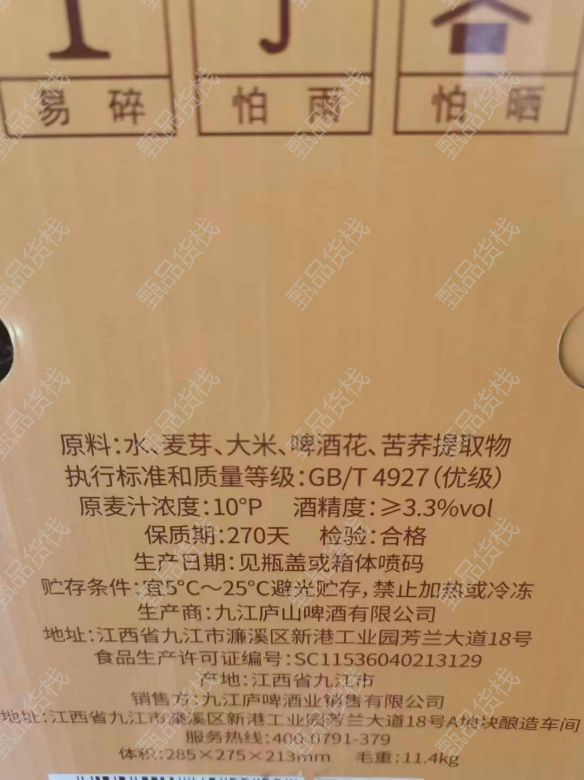 易碎 怕雨 怕晒
原料:水、麦芽、大米、啤酒花、苦荞提取物
执行标准和质量等级:GB/T 4927(优级)
原麦汁浓度:10°P 酒精度:≥3.3%vol
保质期:270天 检验:合格
生产日期:见瓶盖或箱体喷码
贮存条件:宜5°C～25°C避光贮存,禁止加热或冷冻
生产商:九江庐山啤酒有限公司
地址:江西省九江市濂溪区新港工业园芳兰大道18号
食品生产许可证编号:SC11536040213129
产地:江西省九江市
销售方:九江庐啤酒业销售有限公司
地址:江西省九江市濂溪区新港工业园芳兰大道18号A地块酿造车间
服务热线:400-0791-379
体积:285×275×213mm 毛重:11.4kg
甄品货栈